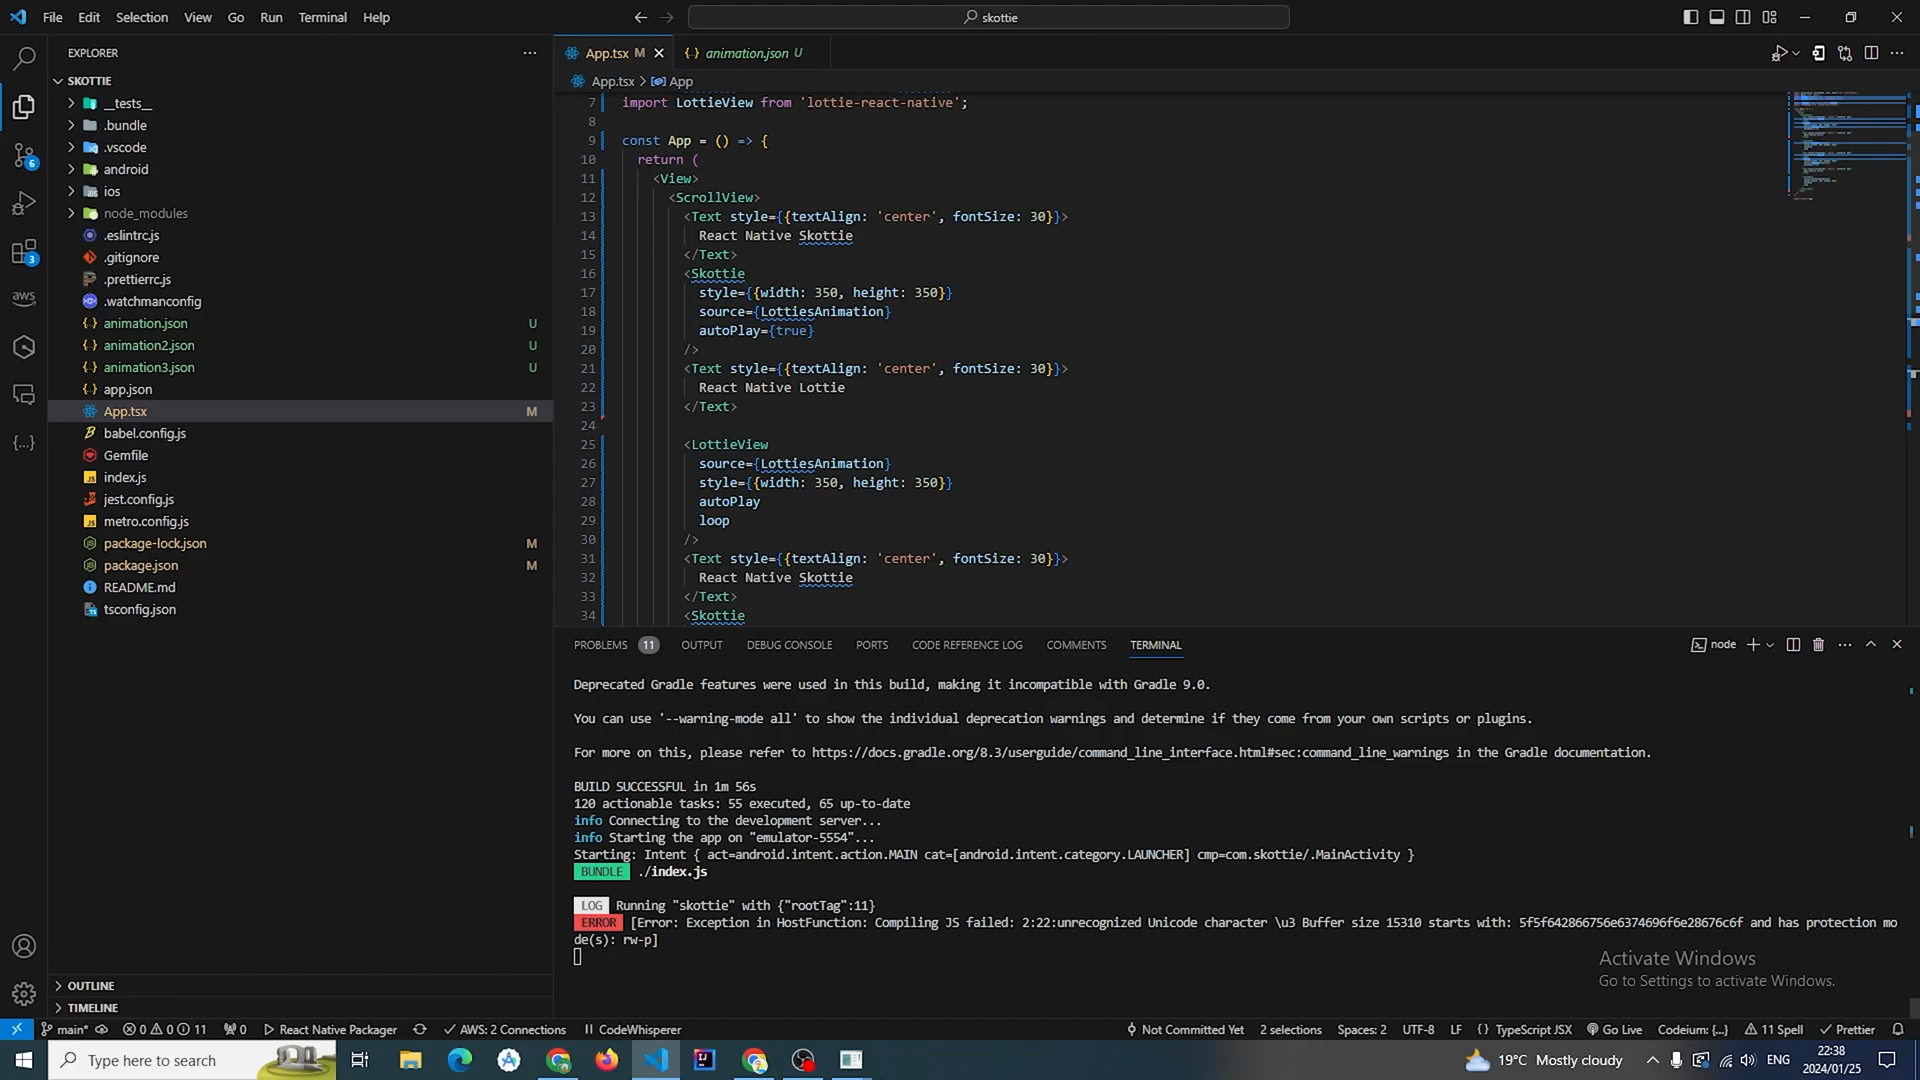 File Edit Selection View Go Run Terminal Help
skottie
EXPLORER
SKOTTIE
__tests__
.bundle
.vscode
android
ios
node_modules
.eslintrc.js
.gitignore
.prettierrc.js
.watchmanconfig
animation.json U
animation2.json U
animation3.json U
app.json
App.tsx M
babel.config.js
Gemfile
index.js
jest.config.js
metro.config.js
package-lock.json M
package.json M
README.md
tsconfig.json
OUTLINE
TIMELINE
6
3
aws
App.tsx M animation.json U
App.tsx > App
7 import LottieView from 'lottie-react-native';
8
9 const App = () => {
10 return (
11 <View>
12 <ScrollView>
13 <Text style={{textAlign: 'center', fontSize: 30}}>
14 React Native Skottie
15 </Text>
16 <Skottie
17 style={{width: 350, height: 350}}
18 source={LottiesAnimation}
19 autoPlay={true}
20 />
21 <Text style={{textAlign: 'center', fontSize: 30}}>
22 React Native Lottie
23 </Text>
24
25 <LottieView
26 source={LottiesAnimation}
27 style={{width: 350, height: 350}}
28 autoPlay
29 loop
30 />
31 <Text style={{textAlign: 'center', fontSize: 30}}>
32 React Native Skottie
33 </Text>
34 <Skottie
PROBLEMS 11 OUTPUT DEBUG CONSOLE PORTS CODE REFERENCE LOG COMMENTS TERMINAL node
Deprecated Gradle features were used in this build, making it incompatible with Gradle 9.0.
You can use '--warning-mode all' to show the individual deprecation warnings and determine if they come from your own scripts or plugins.
For more on this, please refer to https://docs.gradle.org/8.3/userguide/command_line_interface.html#sec:command_line_warnings in the Gradle documentation.
BUILD SUCCESSFUL in 1m 56s
120 actionable tasks: 55 executed, 65 up-to-date
info Connecting to the development server...
info Starting the app on "emulator-5554"...
Starting: Intent { act=android.intent.action.MAIN cat=[android.intent.category.LAUNCHER] cmp=com.skottie/.MainActivity }
BUNDLE ./index.js
LOG Running "skottie" with {"rootTag":11}
ERROR [Error: Exception in HostFunction: Compiling JS failed: 2:22:unrecognized Unicode character \u3 Buffer size 15310 starts with: 5f5f642866756e6374696f6e28676c6f and has protection mo
de(s): rw-p]
Activate Windows
Go to Settings to activate Windows.
main* 0 0 11 0 React Native Packager AWS: 2 Connections CodeWhisperer Not Committed Yet 2 selections Spaces: 2 UTF-8 LF {} TypeScript JSX Go Live Codeium: {...} 11 Spell Prettier
Type here to search 19°C Mostly cloudy ENG 22:38
2024/01/25